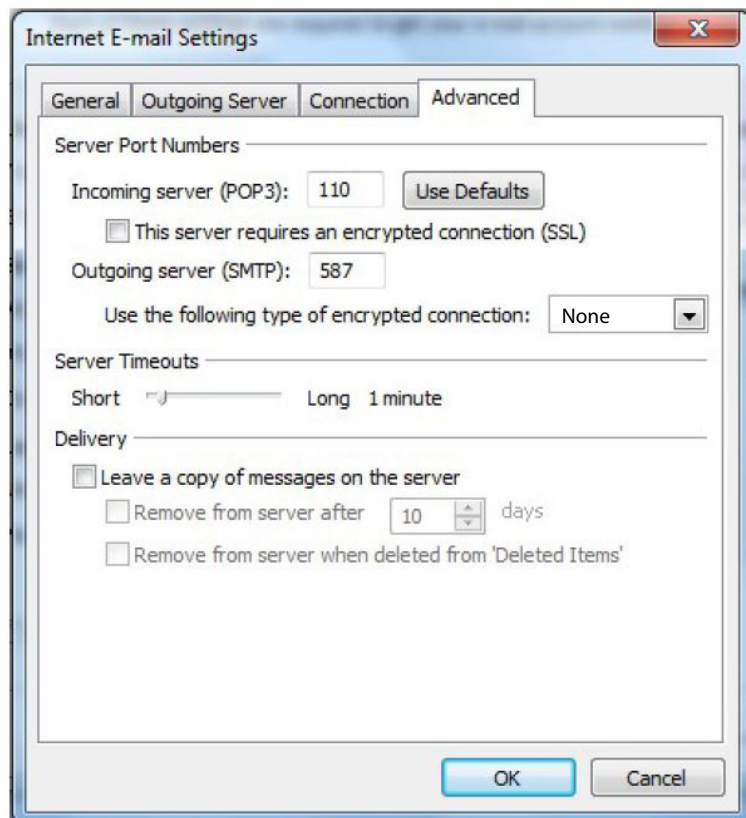 Internet E-mail Settings
General Outgoing Server Connection Advanced
Server Port Numbers
Incoming server (POP3): 110 Use Defaults
This server requires an encrypted connection (SSL)
Outgoing server (SMTP): 587
Use the following type of encrypted connection: None
Server Timeouts
Short Long 1 minute
Delivery
Leave a copy of messages on the server
Remove from server after 10 days
Remove from server when deleted from 'Deleted Items'
OK Cancel